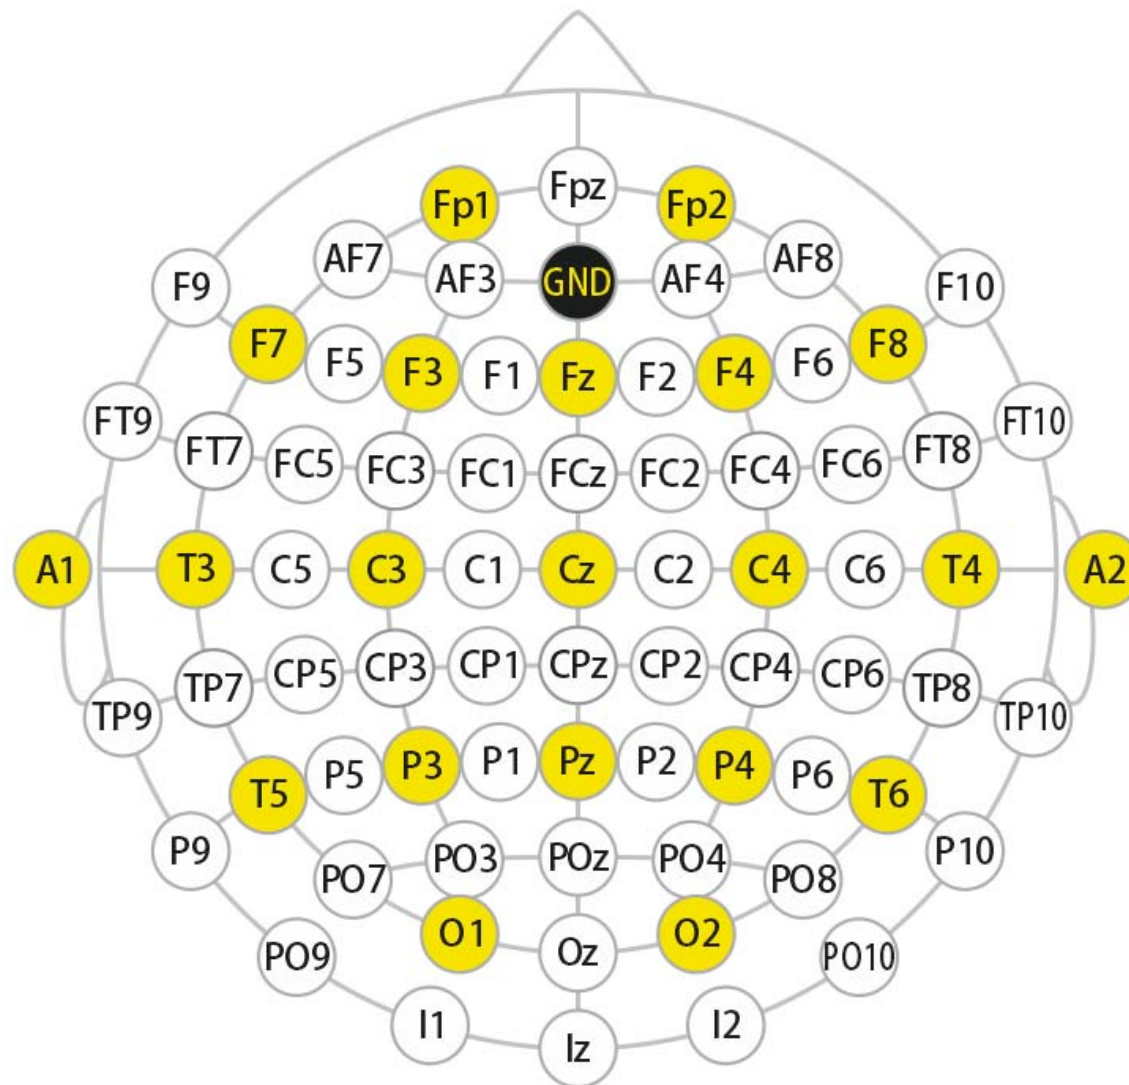 Fpz
Fp1 Fp2
AF7 AF3 GND AF4 AF8
F9 F10
F7 F5 F3 F1 Fz F2 F4 F6 F8
FT9 FT10
FT7 FC5 FC3 FC1 FCz FC2 FC4 FC6 FT8
A1 T3 C5 C3 C1 Cz C2 C4 C6 T4 A2
TP7 CP5 CP3 CP1 CPz CP2 CP4 CP6 TP8
TP9 TP10
T5 P5 P3 P1 Pz P2 P4 P6 T6
P9 P10
PO7 PO3 POz PO4 PO8
O1 Oz O2
PO9 PO10
I1 Iz I2